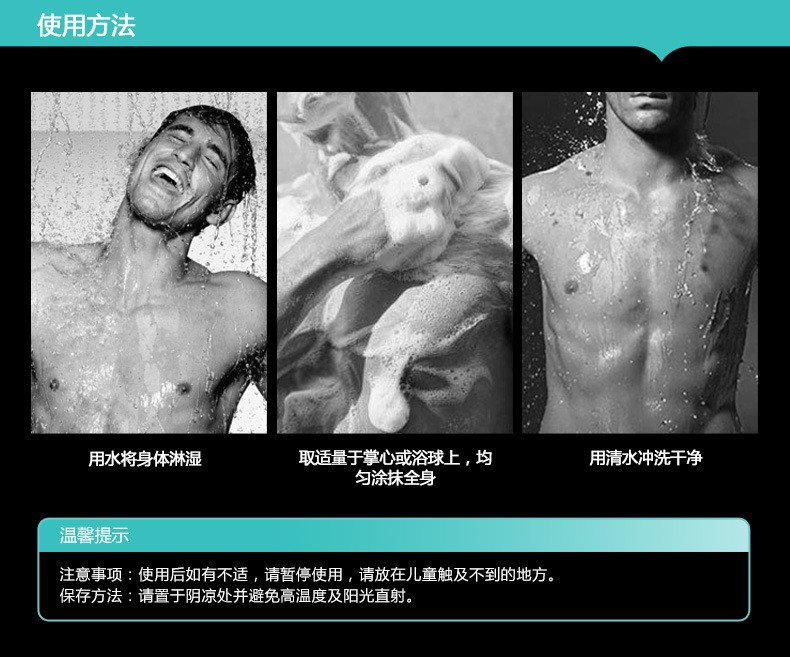 使用方法
用水将身体淋湿
取适量于掌心或浴球上，均
匀涂抹全身
用清水冲洗干净
温馨提示
注意事项：使用后如有不适，请暂停使用，请放在儿童触及不到的地方。
保存方法：请置于阴凉处并避免高温度及阳光直射。